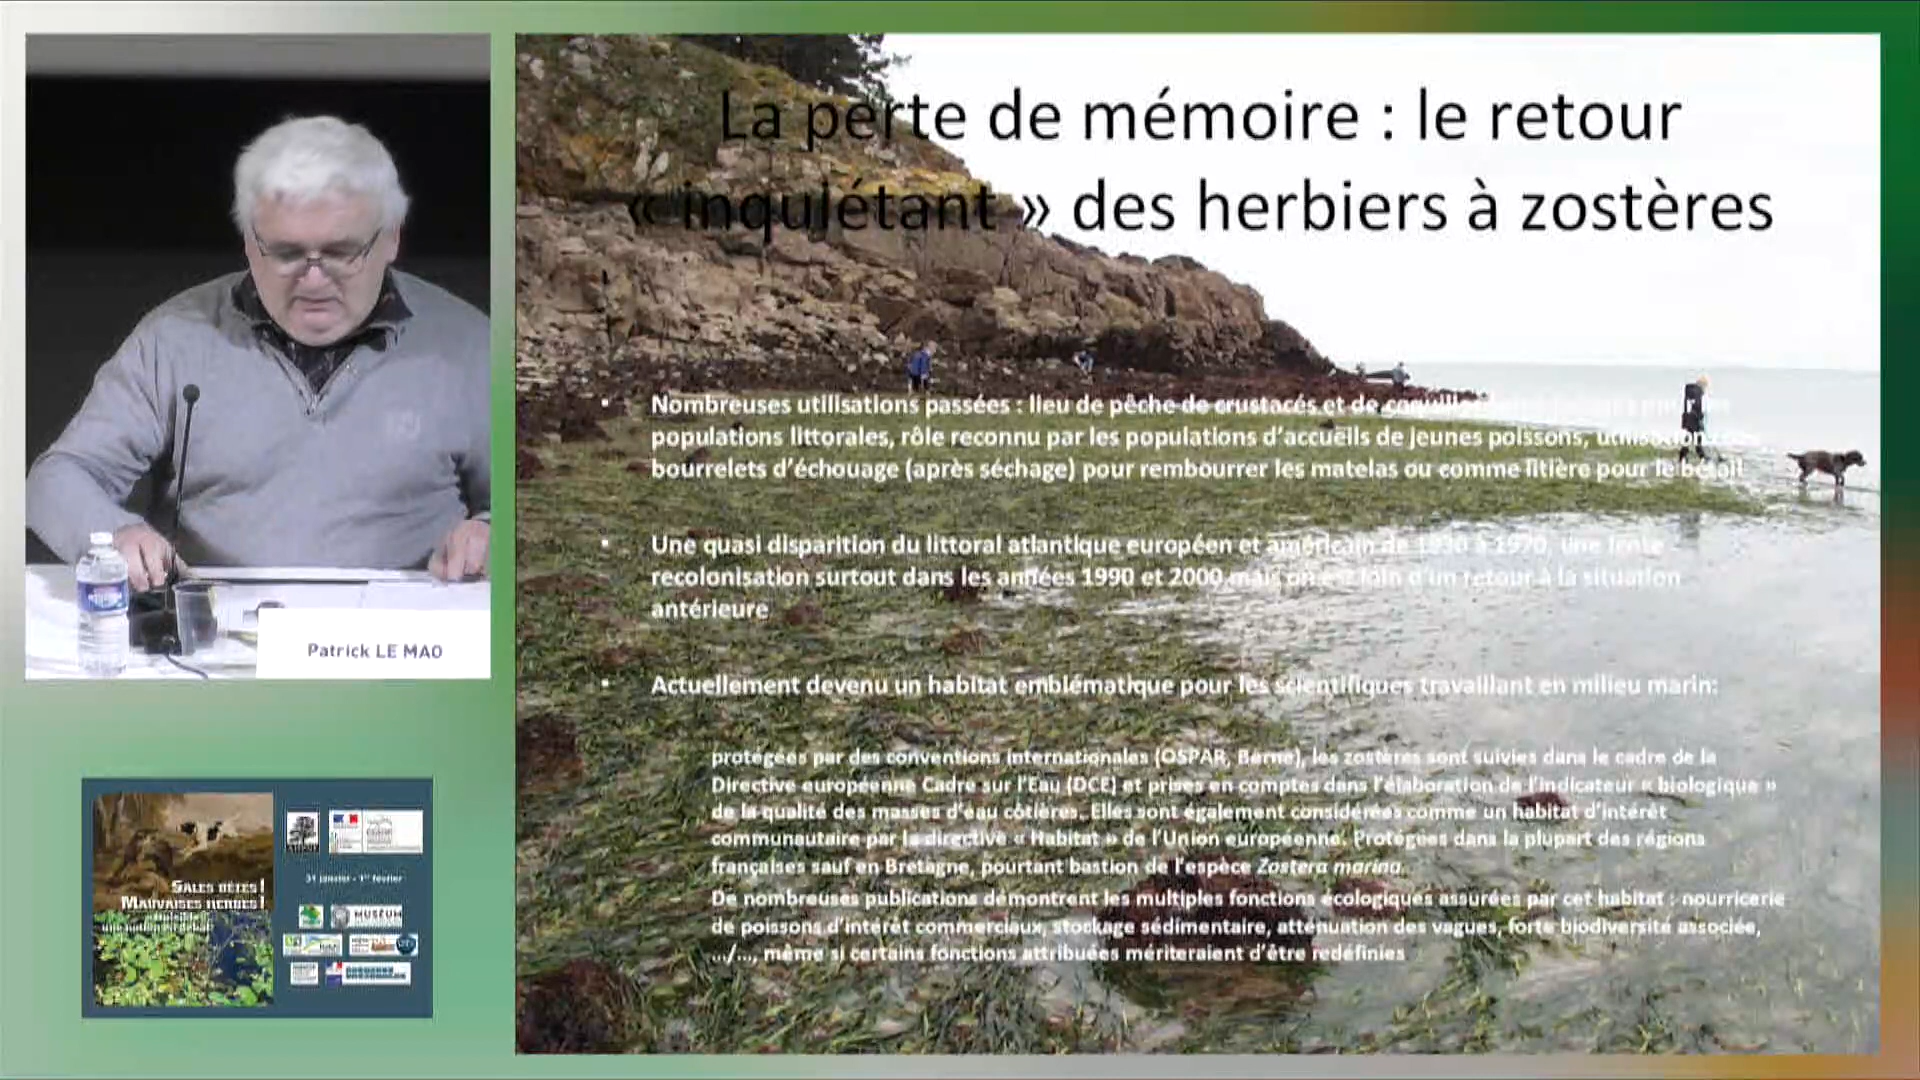 La perte de mémoire : le retour
« inquiétant » des herbiers à zostères
• Nombreuses utilisations passées : lieu de pêche de crustacés et de
populations littorales, rôle reconnu par les populations d'accueils de jeunes poissons,
bourrelets d'échouage (après séchage) pour rembourrer les matelas ou comme litière pour le bétail
• Une quasi disparition du littoral atlantique européen et américain de 1930 à 1970, une lente
recolonisation surtout dans les années 1990 et 2000 mais on est loin d'un retour à la situation
antérieure
• Actuellement devenu un habitat emblématique pour les scientifiques travaillant en milieu marin:
protégées par des conventions internationales (OSPAR, Berne), les zostères sont suivies dans le cadre de la
Directive européenne Cadre sur l'Eau (DCE) et prises en comptes dans l'élaboration de l'indicateur « biologique »
de la qualité des masses d'eau côtières. Elles sont également considérées comme un habitat d'intérêt
communautaire par la directive « Habitat » de l'Union européenne. Protégées dans la plupart des régions
françaises sauf en Bretagne, pourtant bastion de l'espèce Zostera marina.
De nombreuses publications démontrent les multiples fonctions écologiques assurées par cet habitat : nourricerie
de poissons d'intérêt commerciaux, stockage sédimentaire, atténuation des vagues, forte biodiversité associée,
.../..., même si certains fonctions attribuées mériteraient d'être redéfinies
Patrick LE MAO
SALES BÊTES !
MAUVAISES HERBES !
31 janvier - 1er février
MUSEUM